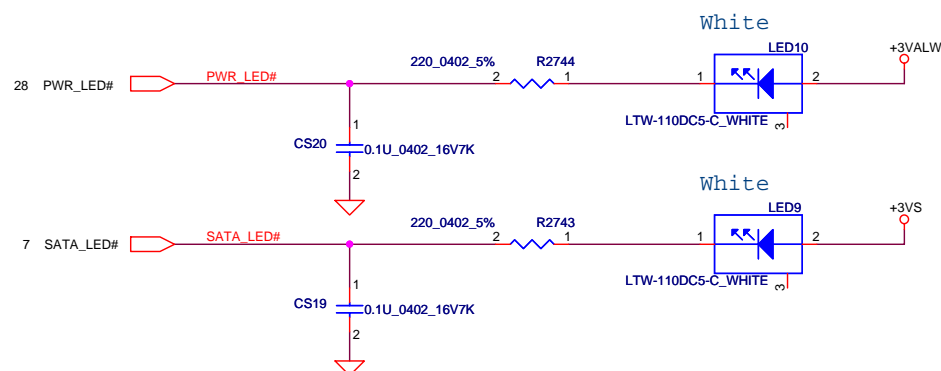 White
LED10
+3VALW
220_0402_5%
R2744
28 PWR_LED#
PWR_LED#
2
1
1
2
LTW-110DC5-C_WHITE
3
1
CS20
0.1U_0402_16V7K
2
White
LED9
+3VS
220_0402_5%
R2743
7 SATA_LED#
SATA_LED#
2
1
1
2
LTW-110DC5-C_WHITE
3
1
CS19
0.1U_0402_16V7K
2